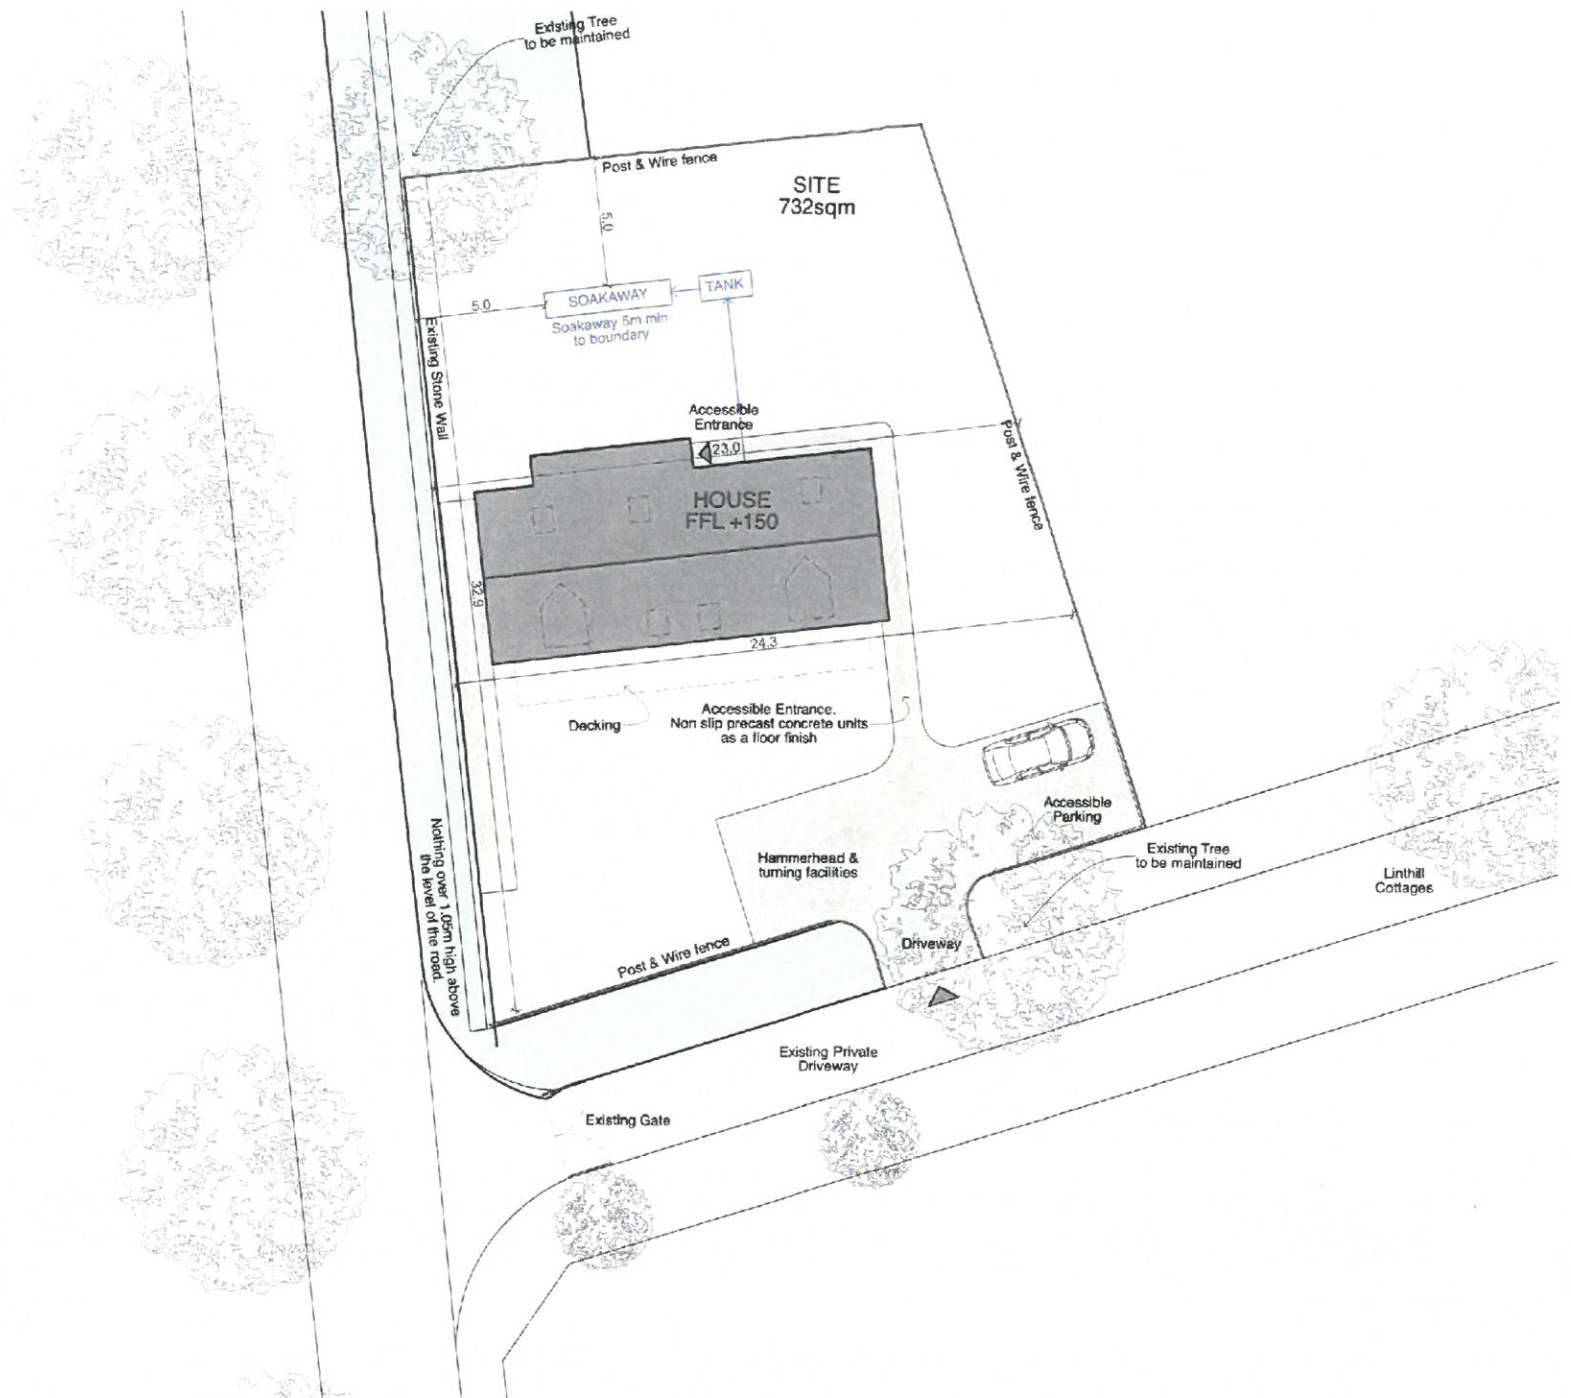 Existing Tree
to be maintained
Post & Wire fence
SITE
732sqm
5.0
5.0
SOAKAWAY
TANK
Soakaway 5m min
to boundary
Existing Stone Wall
Accessible
Entrance
23.0
Post & Wire fence
HOUSE
FFL +150
32.9
24.3
Decking
Accessible Entrance.
Non slip precast concrete units
as a floor finish
Accessible
Parking
Nothing over 1.05m high above
the level of the road.
Hammerhead &
turning facilities
Existing Tree
to be maintained
Linthill
Cottages
Driveway
Post & Wire fence
Existing Private
Driveway
Existing Gate